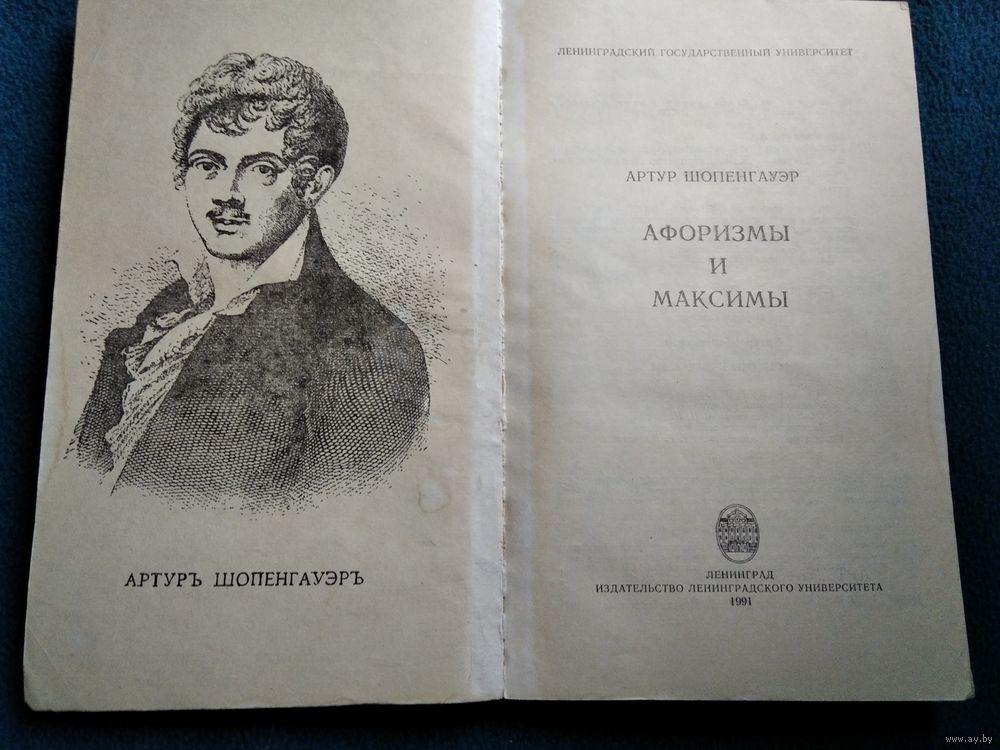 АРТУРЪ ШОПЕНГАУЭРЪ
ЛЕНИНГРАДСКИЙ ГОСУДАРСТВЕННЫЙ УНИВЕРСИТЕТ
АРТУР ШОПЕНГАУЭР
АФОРИЗМЫ
И
МАКСИМЫ
ЛЕНИНГРАД
ИЗДАТЕЛЬСТВО ЛЕНИНГРАДСКОГО УНИВЕРСИТЕТА
1991
www.ay.by